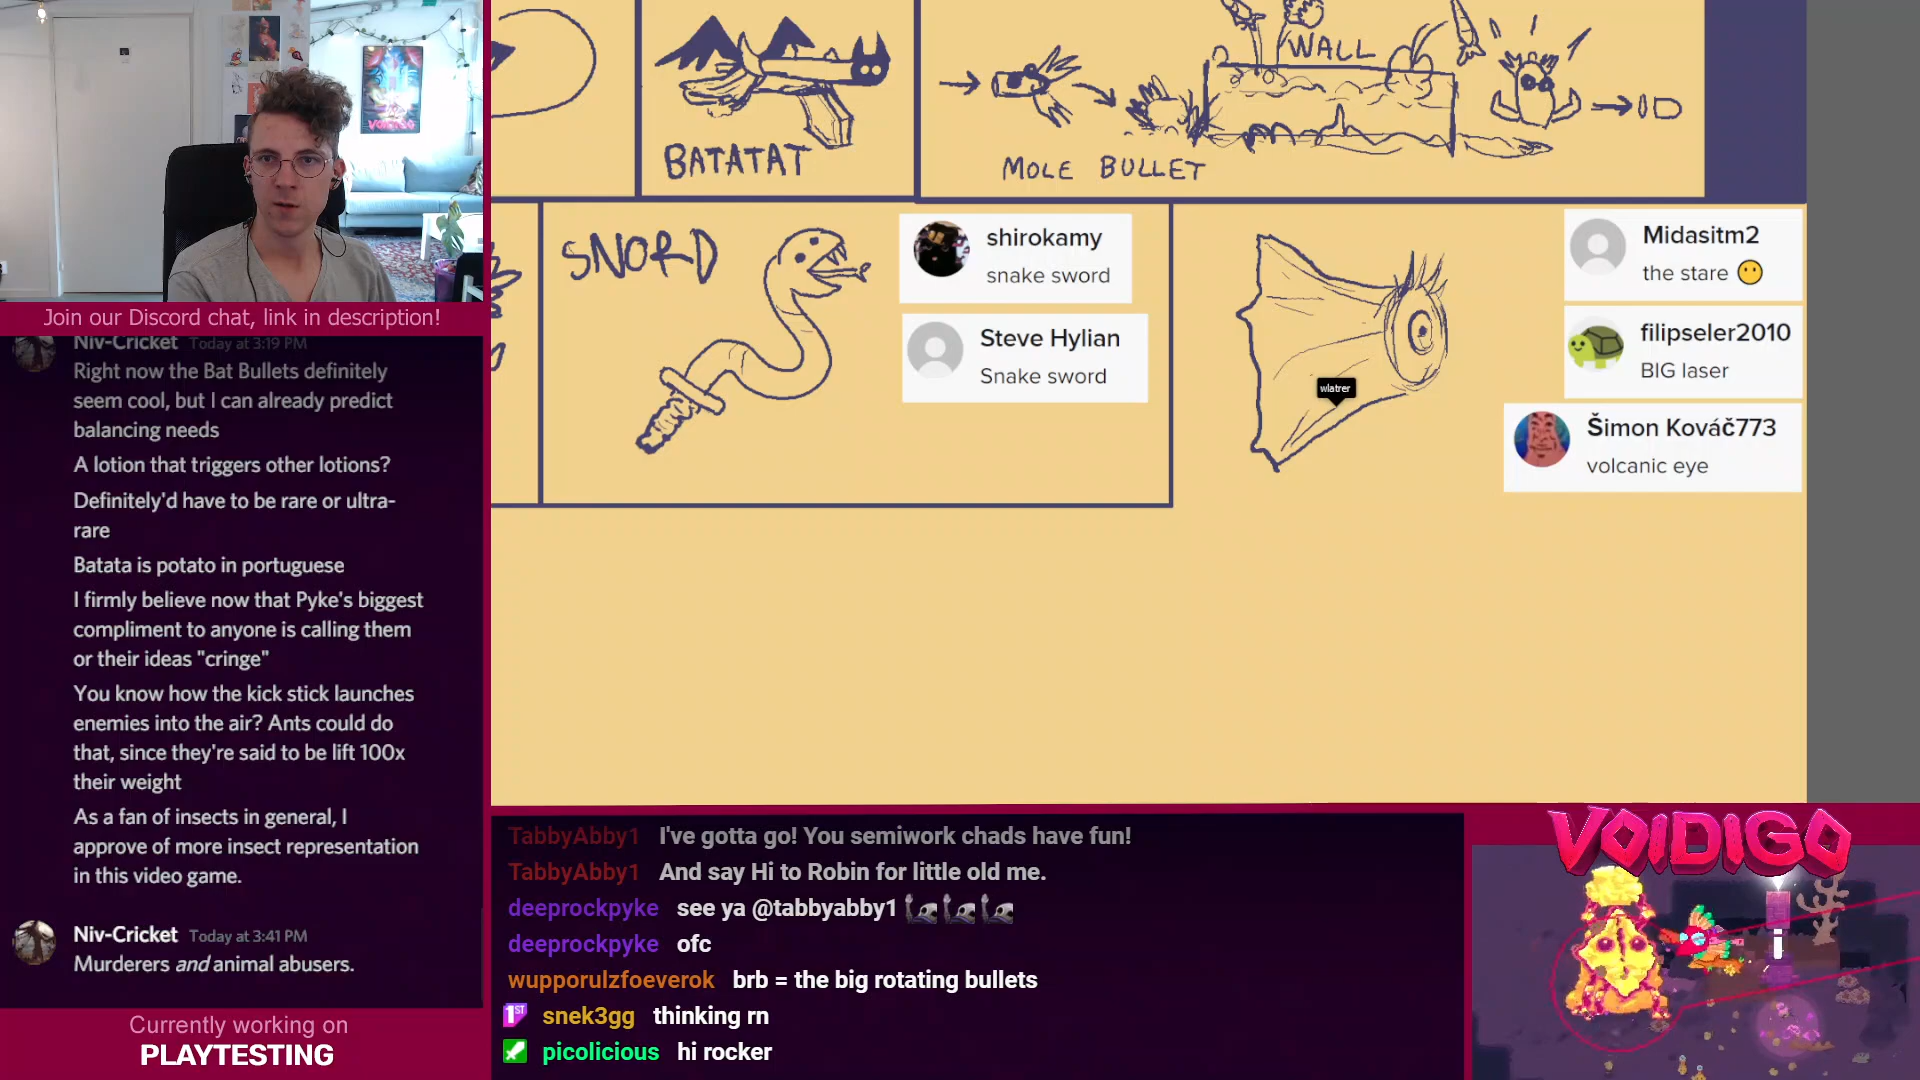 VOIDIGO
Join our Discord chat, link in description!
Niv-Cricket Today at 3:19 PM
Right now the Bat Bullets definitely
seem cool, but I can already predict
balancing needs
A lotion that triggers other lotions?
Definitely'd have to be rare or ultra-
rare
Batata is potato in portuguese
I firmly believe now that Pyke's biggest
compliment to anyone is calling them
or their ideas "cringe"
You know how the kick stick launches
enemies into the air? Ants could do
that, since they're said to be lift 100x
their weight
As a fan of insects in general, I
approve of more insect representation
in this video game.
Niv-Cricket Today at 3:41 PM
Murderers and animal abusers.
Currently working on
PLAYTESTING
BATATAT
WALL
MOLE BULLET
SNORD
shirokamy
snake sword
Steve Hylian
Snake sword
wlatrer
Midasitm2
the stare 😶
filipseler2010
BIG laser
Šimon Kováč773
volcanic eye
TabbyAbby1 I've gotta go! You semiwork chads have fun!
TabbyAbby1 And say Hi to Robin for little old me.
deeprockpyke see ya @tabbyabby1
deeprockpyke ofc
wupporulzfoeverok brb = the big rotating bullets
1ST snek3gg thinking rn
picolicious hi rocker
VOIDIGO